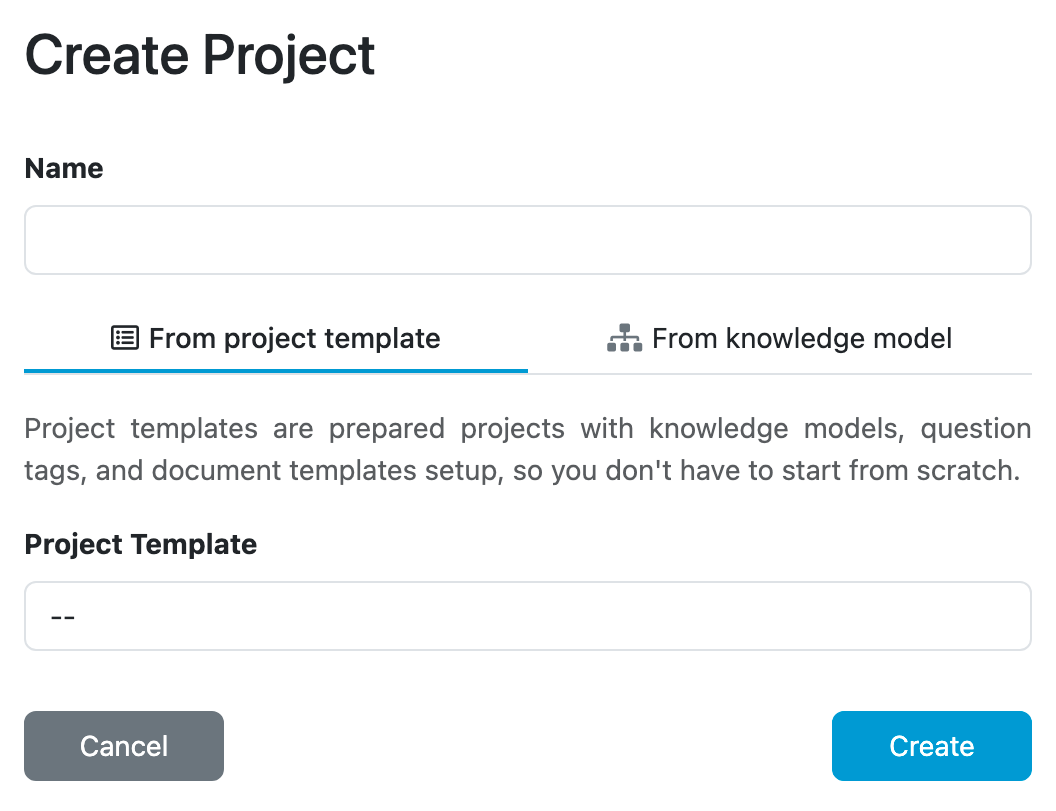 Create Project
Name
From project template
From knowledge model
Project templates are prepared projects with knowledge models, question
tags, and document templates setup, so you don't have to start from scratch.
Project Template
--
Cancel
Create